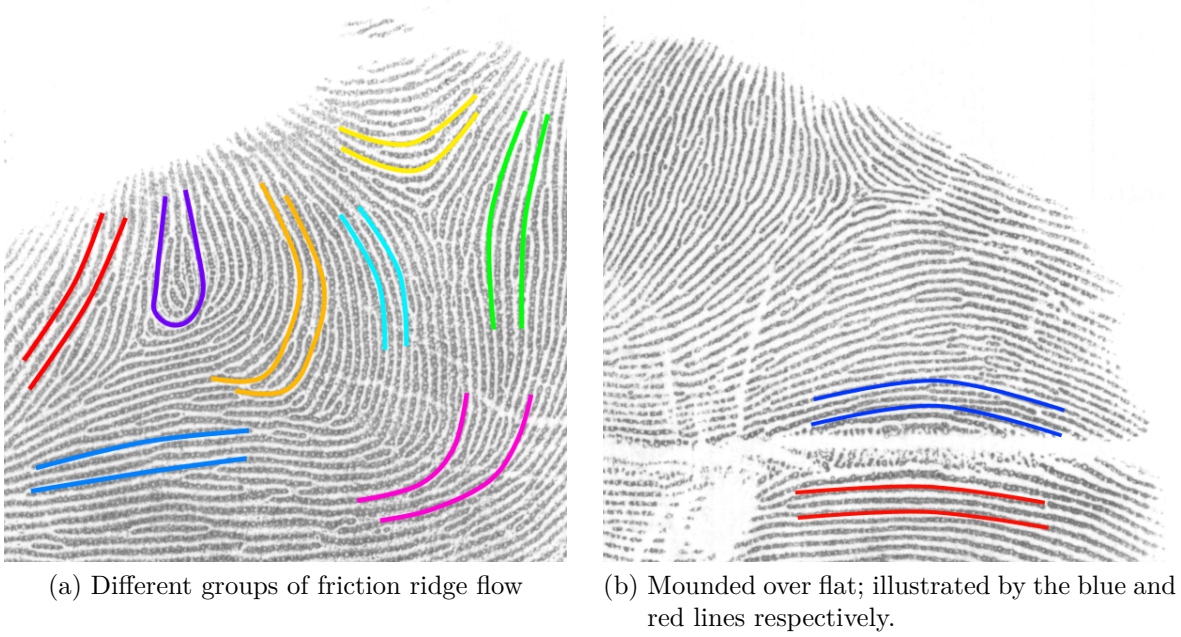 (a) Different groups of friction ridge flow
(b) Mounded over flat; illustrated by the blue and
red lines respectively.